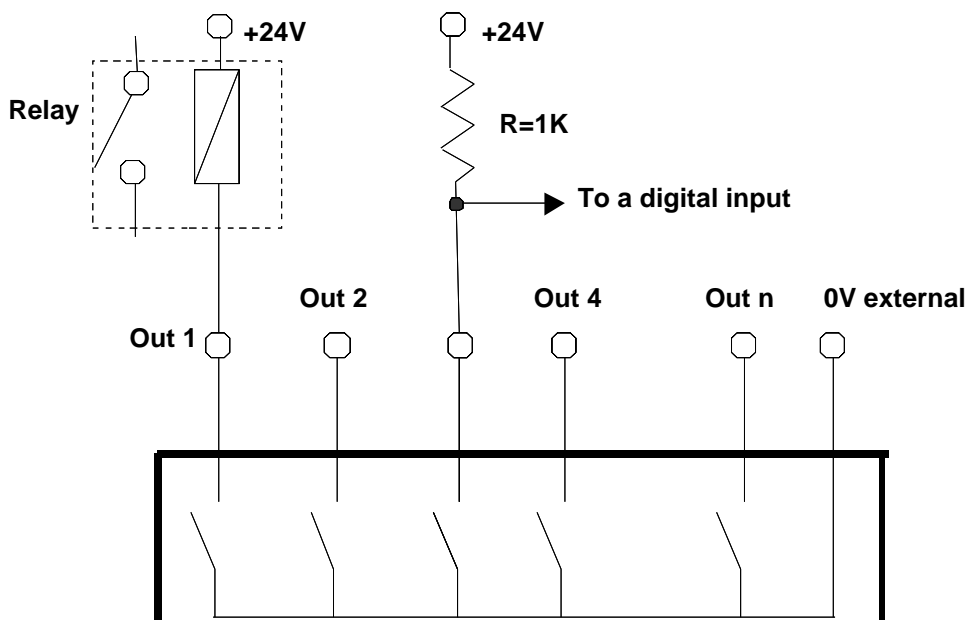 +24V
+24V
Relay
R=1K
To a digital input
Out 2
Out 4
Out n
0V external
Out 1